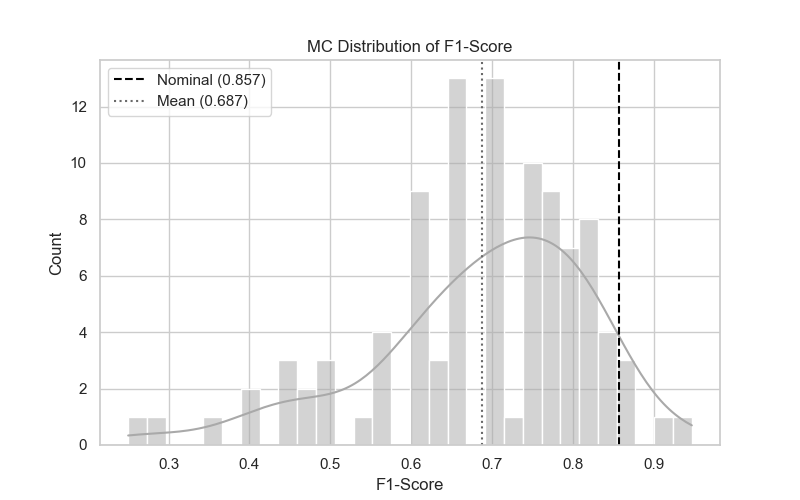 MC Distribution of F1-Score
Nominal (0.857)
Mean (0.687)
Count
12
10
8
6
4
2
0
0.3 0.4 0.5 0.6 0.7 0.8 0.9
F1-Score